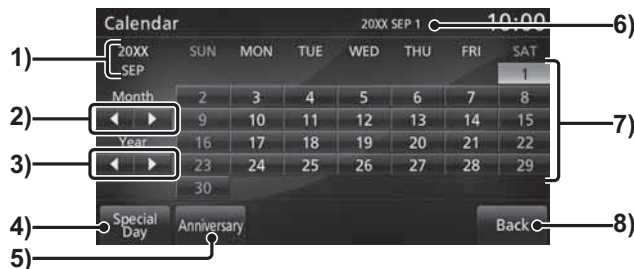 Calendar 20XX SEP 1 10:00 6)
1) 20XX SUN MON TUE WED THU FRI SAT
SEP 1
Month 2 3 4 5 6 7 8
2) 9 10 11 12 13 14 15 7)
Year 16 17 18 19 20 21 22
3) 23 24 25 26 27 28 29
30
4) Special Day Anniversary Back 8)
5)